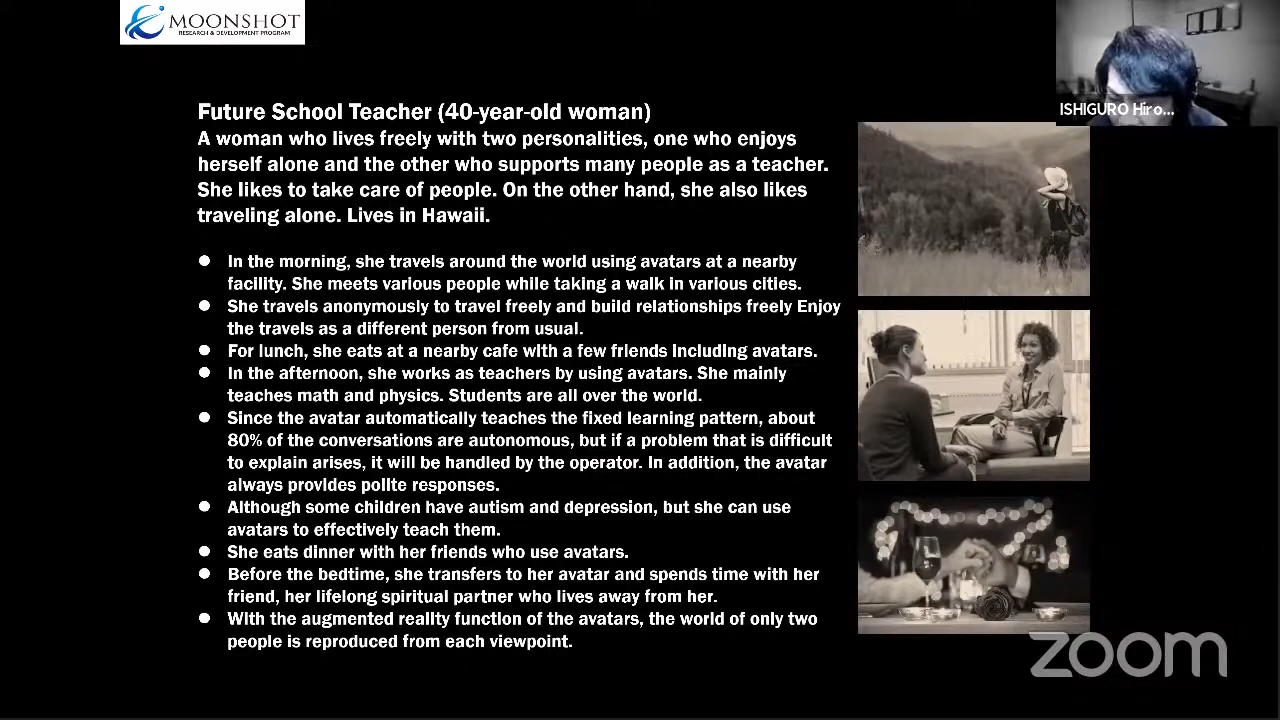 MOONSHOT
RESEARCH & DEVELOPMENT PROGRAM
ISHIGURO Hiro...
Future School Teacher (40-year-old woman)
A woman who lives freely with two personalities, one who enjoys
herself alone and the other who supports many people as a teacher.
She likes to take care of people. On the other hand, she also likes
traveling alone. Lives in Hawaii.
● In the morning, she travels around the world using avatars at a nearby
facility. She meets various people while taking a walk in various cities.
● She travels anonymously to travel freely and build relationships freely Enjoy
the travels as a different person from usual.
● For lunch, she eats at a nearby cafe with a few friends including avatars.
● In the afternoon, she works as teachers by using avatars. She mainly
teaches math and physics. Students are all over the world.
● Since the avatar automatically teaches the fixed learning pattern, about
80% of the conversations are autonomous, but if a problem that is difficult
to explain arises, it will be handled by the operator. In addition, the avatar
always provides polite responses.
● Although some children have autism and depression, but she can use
avatars to effectively teach them.
● She eats dinner with her friends who use avatars.
● Before the bedtime, she transfers to her avatar and spends time with her
friend, her lifelong spiritual partner who lives away from her.
● With the augmented reality function of the avatars, the world of only two
people is reproduced from each viewpoint.
zoom